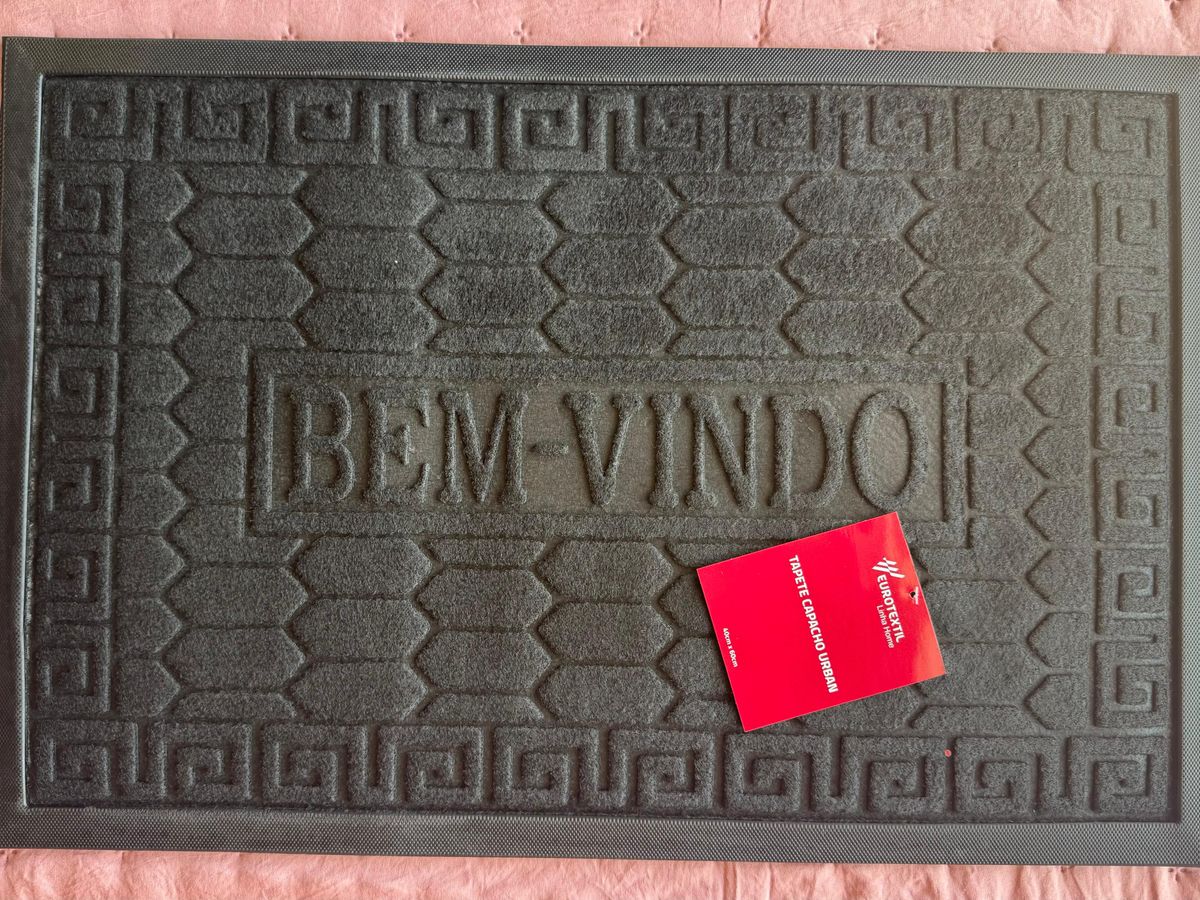 BEM-VINDO
EUROTEXTIL
Linha Home
TAPETE CAPACHO URBAN
40cm x 60cm